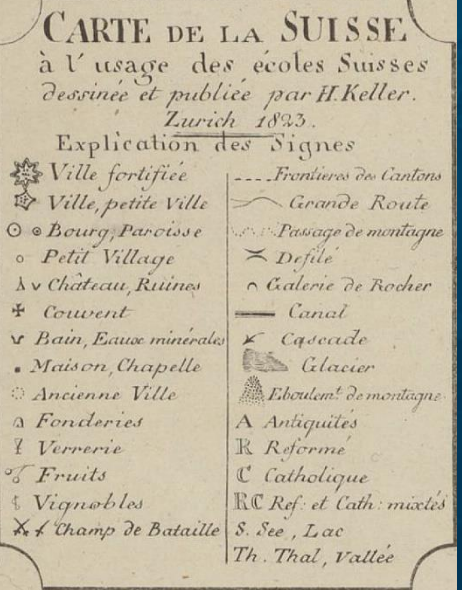 CARTE DE LA SUISSE
à l'usage des écoles Suisses
dessinée et publiée par H. Keller.
Zurich 1823.
Explication des Signes
Ville fortifiée
Ville, petite Ville
Bourg, Paroisse
Petit Village
Château, Ruines
Couvent
Bain, Eaux minérales
Maison, Chapelle
Ancienne Ville
Fonderies
Verrerie
Fruits
Vignobles
Champ de Bataille
Frontieres des Cantons
Grande Route
Passage de montagne
Defilé
Galerie de Rocher
Canal
Cascade
Glacier
Eboulemt. de montagne
A Antiquités
R Reformé
C Catholique
RC Ref: et Cath: mixtés
S. See, Lac
Th. Thal, Vallée